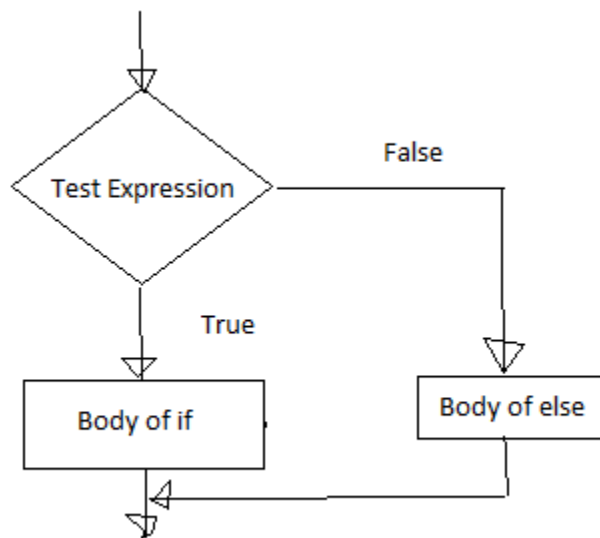 False
Test Expression
True
Body of if
Body of else